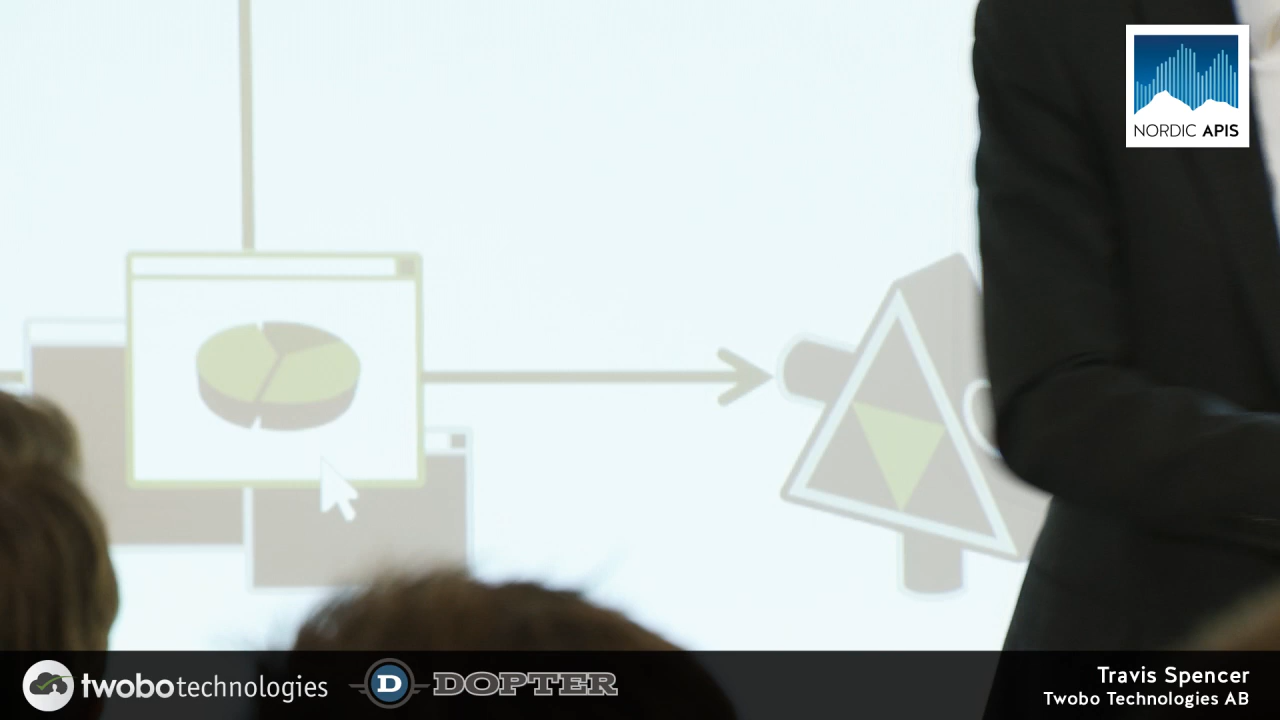 NORDIC APIS
twobotechnologies
D DOPTER
Travis Spencer
Twobo Technologies AB